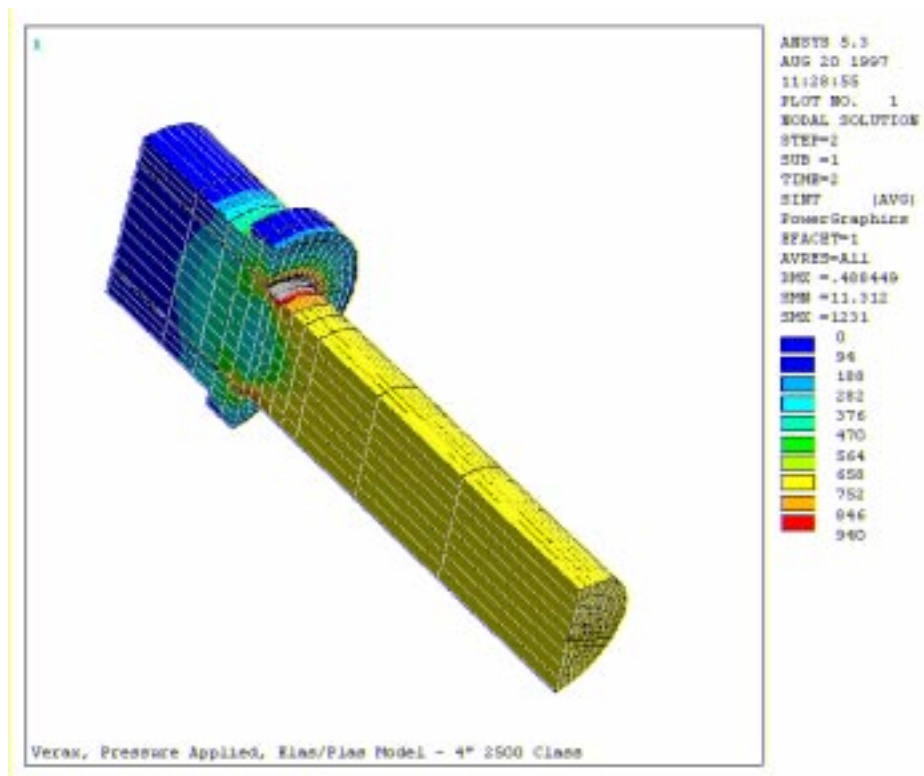 1
ANSYS 5.3
AUG 20 1997
11:28:55
PLOT NO. 1
NODAL SOLUTION
STEP=2
SUB =1
TIME=2
SINT (AVG)
PowerGraphics
EFACET=1
AVRES=All
DMX =.488449
SMN =11.312
SMX =1231
0
94
188
282
376
470
564
658
752
846
940
Verax, Pressure Applied, Elas/Plas Model - 4" 2500 Class